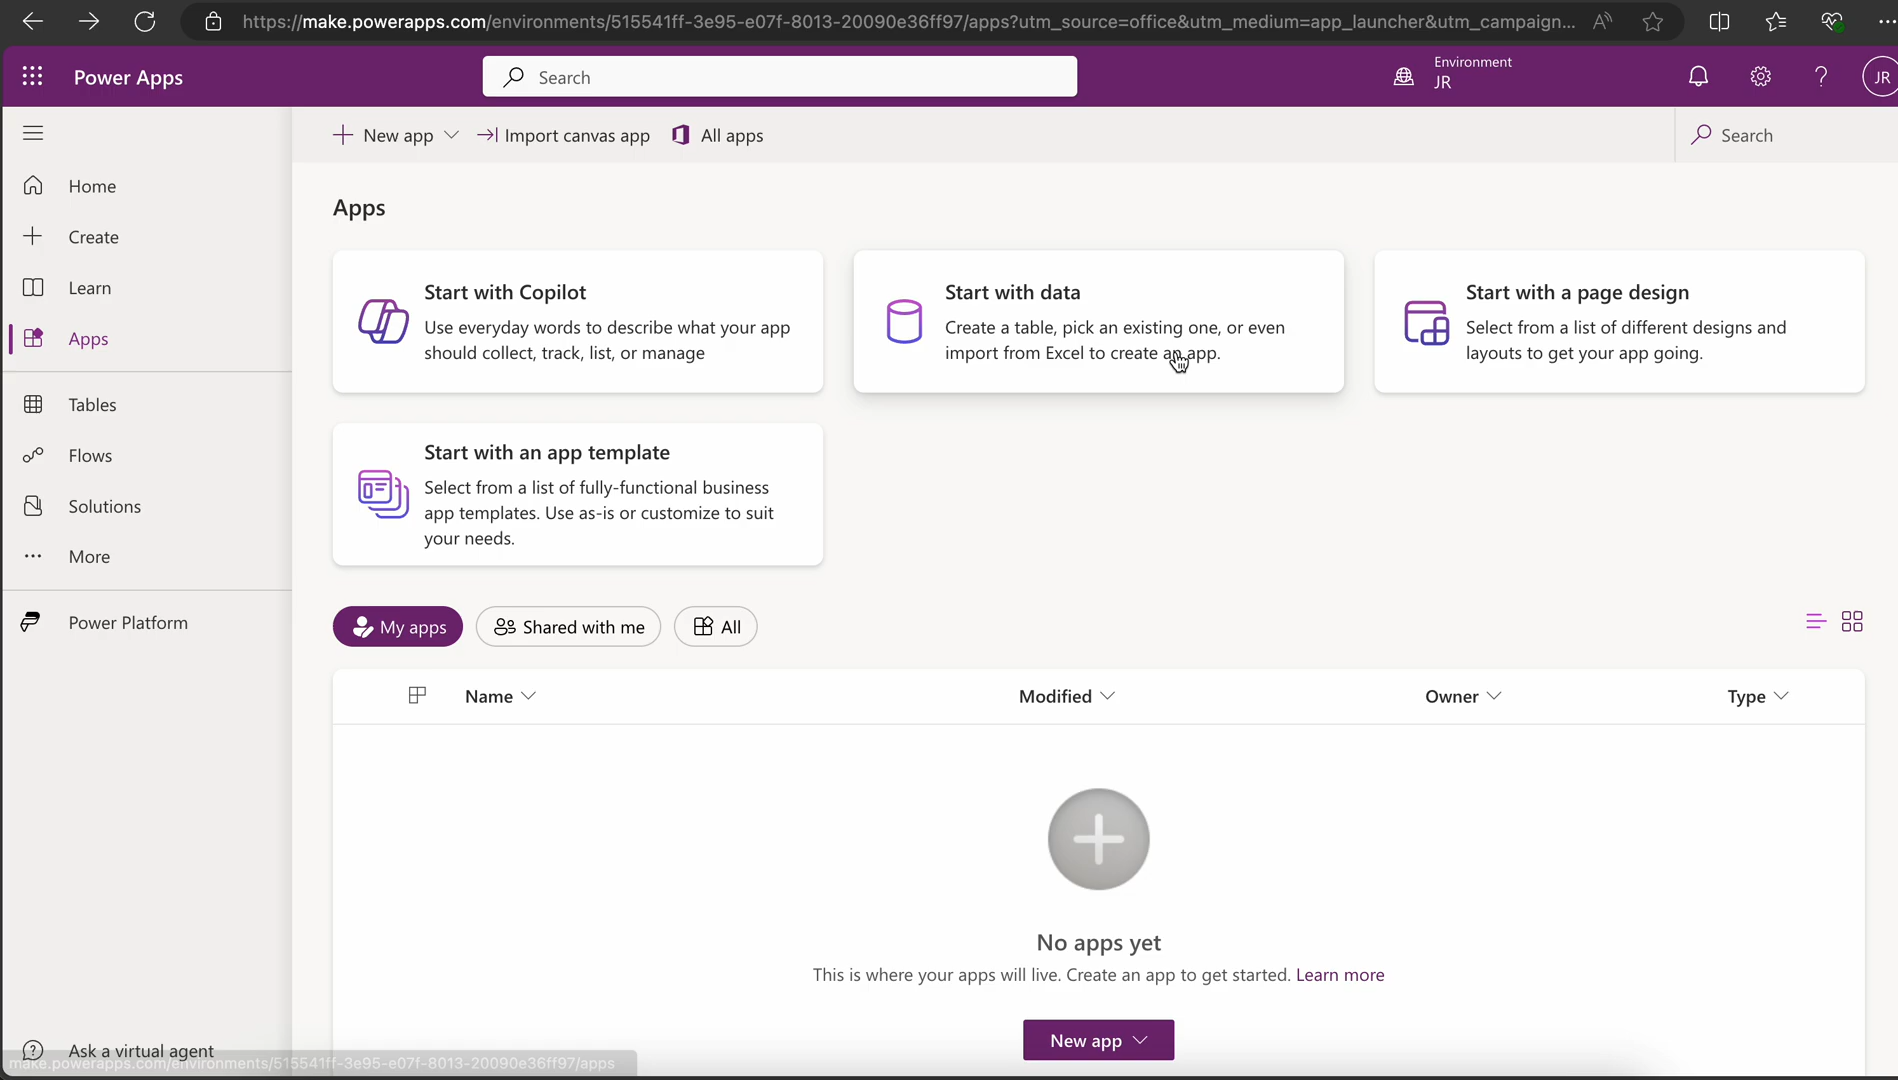 https://make.powerapps.com/environments/515541ff-3e95-e07f-8013-20090e36ff97/apps?utm_source=office&utm_medium=app_launcher&utm_campaign...
Power Apps
Search
Environment
JR
?
JR
New app
Import canvas app
All apps
Search
Home
Create
Learn
Apps
Tables
Flows
Solutions
More
Power Platform
Ask a virtual agent
make.powerapps.com/environments/515541ff-3e95-e07f-8013-20090e36ff97/apps
Apps
Start with Copilot
Use everyday words to describe what your app
should collect, track, list, or manage
Start with data
Create a table, pick an existing one, or even
import from Excel to create an app.
Start with a page design
Select from a list of different designs and
layouts to get your app going.
Start with an app template
Select from a list of fully-functional business
app templates. Use as-is or customize to suit
your needs.
My apps
Shared with me
All
Name
Modified
Owner
Type
No apps yet
This is where your apps will live. Create an app to get started. Learn more
New app